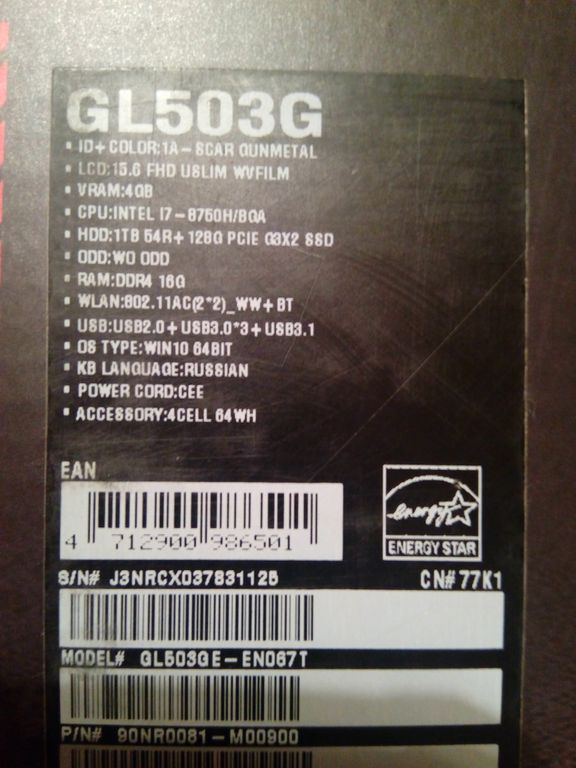 GL503G
▪ ID+ COLOR:1A-SCAR GUNMETAL
▪ LCD:15.6 FHD USLIM WVFILM
▪ VRAM:4GB
▪ CPU:INTEL I7-8750H/BGA
▪ HDD:1TB 54R+128G PCIE G3X2 SSD
▪ ODD:WO ODD
▪ RAM:DDR4 16G
▪ WLAN:802.11AC(2*2)_WW+BT
▪ USB:USB2.0+USB3.0*3+USB3.1
▪ OS TYPE:WIN10 64BIT
▪ KB LANGUAGE:RUSSIAN
▪ POWER CORD:CEE
▪ ACCESSORY:4CELL 64WH
EAN
4 712900 986501
energy
ENERGY STAR
S/N# J3NRCX037831125 CN# 77K1
MODEL# GL503GE-EN067T
P/N# 90NR0081-M00900